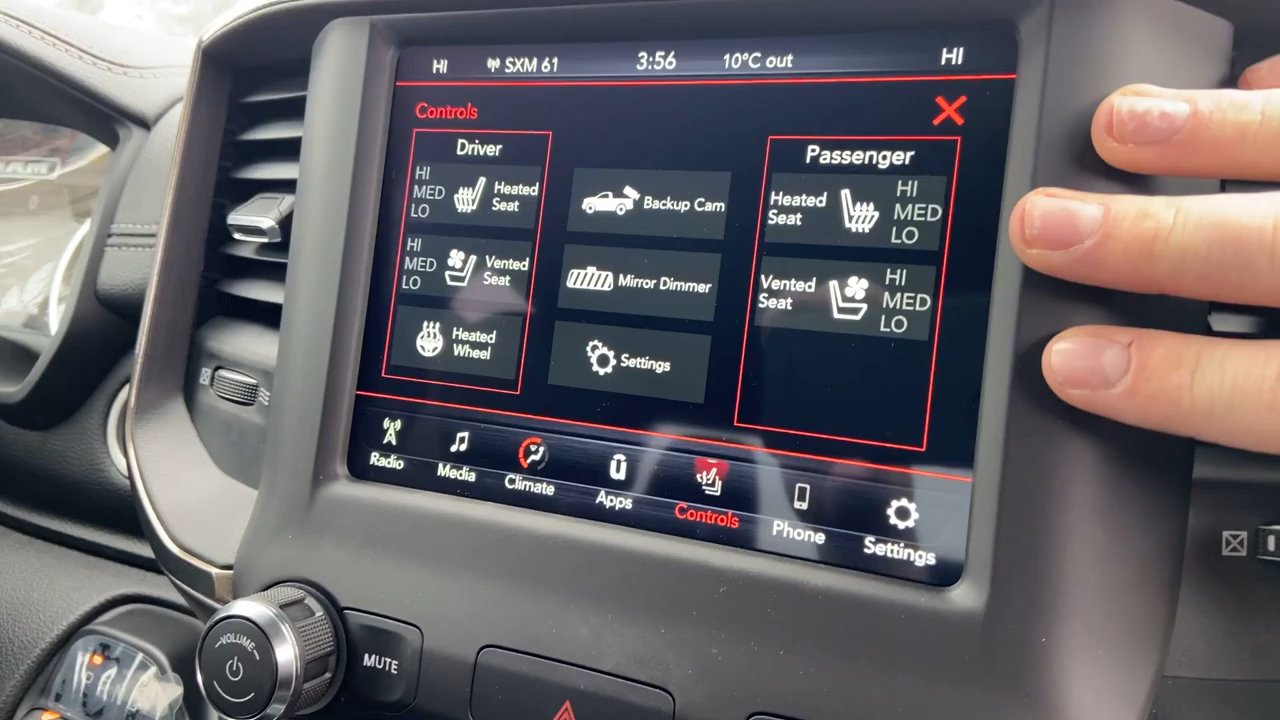 RAM
HI SXM 61 3:56 10°C out HI
Controls
Driver
HI
MED
LO
Heated
Seat
HI
MED
LO
Vented
Seat
Heated
Wheel
Backup Cam
Mirror Dimmer
Settings
Passenger
Heated
Seat
HI
MED
LO
Vented
Seat
HI
MED
LO
Radio
Media
Climate
Apps
Controls
Phone
Settings
VOLUME
MUTE